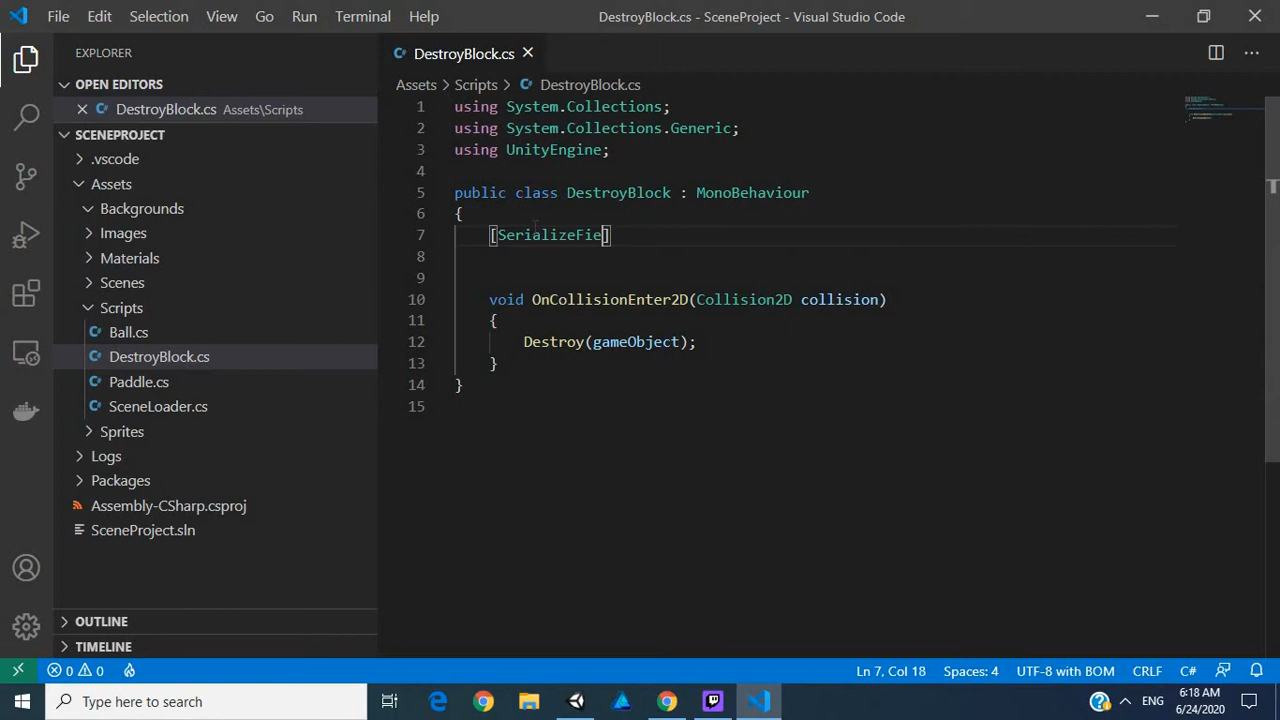 File Edit Selection View Go Run Terminal Help
DestroyBlock.cs - SceneProject - Visual Studio Code
EXPLORER
OPEN EDITORS
DestroyBlock.cs Assets\Scripts
SCENEPROJECT
.vscode
Assets
Backgrounds
Images
Materials
Scenes
Scripts
Ball.cs
DestroyBlock.cs
Paddle.cs
SceneLoader.cs
Sprites
Logs
Packages
Assembly-CSharp.csproj
SceneProject.sln
OUTLINE
TIMELINE
DestroyBlock.cs
Assets > Scripts > DestroyBlock.cs
1 using System.Collections;
2 using System.Collections.Generic;
3 using UnityEngine;
4
5 public class DestroyBlock : MonoBehaviour
6 {
7 [SerializeFie]
8
9
10 void OnCollisionEnter2D(Collision2D collision)
11 {
12 Destroy(gameObject);
13 }
14 }
15
0 0 Ln 7, Col 18 Spaces: 4 UTF-8 with BOM CRLF C#
Type here to search
ENG
6:18 AM
6/24/2020